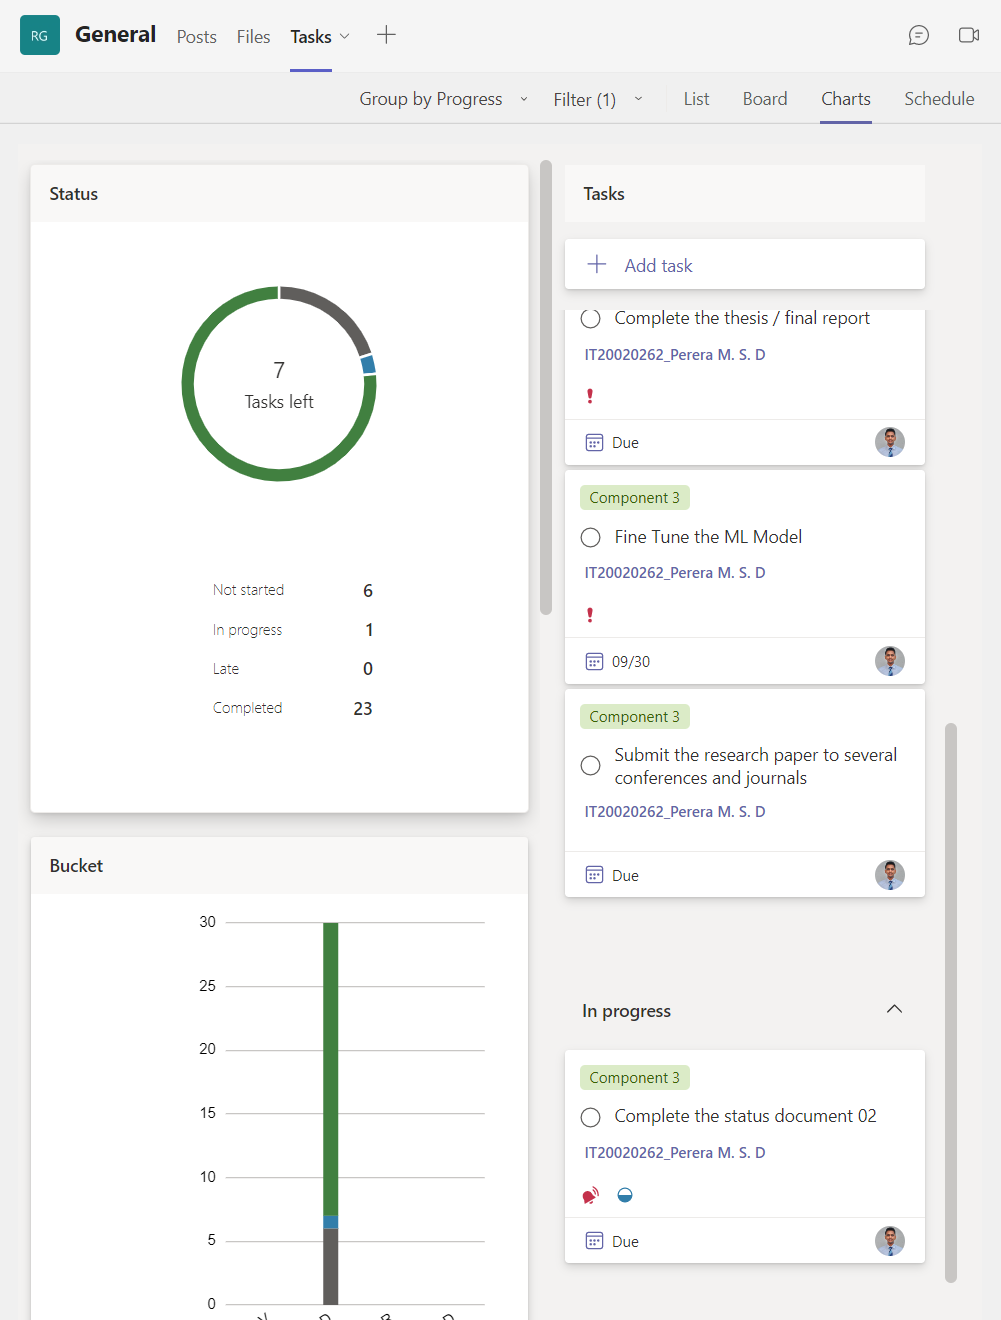 RG
General
Posts
Files
Tasks
Group by Progress
Filter (1)
List
Board
Charts
Schedule
Status
7
Tasks left
Not started 6
In progress 1
Late 0
Completed 23
Bucket
30
25
20
15
10
5
0
Tasks
Add task
Complete the thesis / final report
IT20020262_Perera M. S. D
Due
Component 3
Fine Tune the ML Model
IT20020262_Perera M. S. D
09/30
Component 3
Submit the research paper to several
conferences and journals
IT20020262_Perera M. S. D
Due
In progress
Component 3
Complete the status document 02
IT20020262_Perera M. S. D
Due